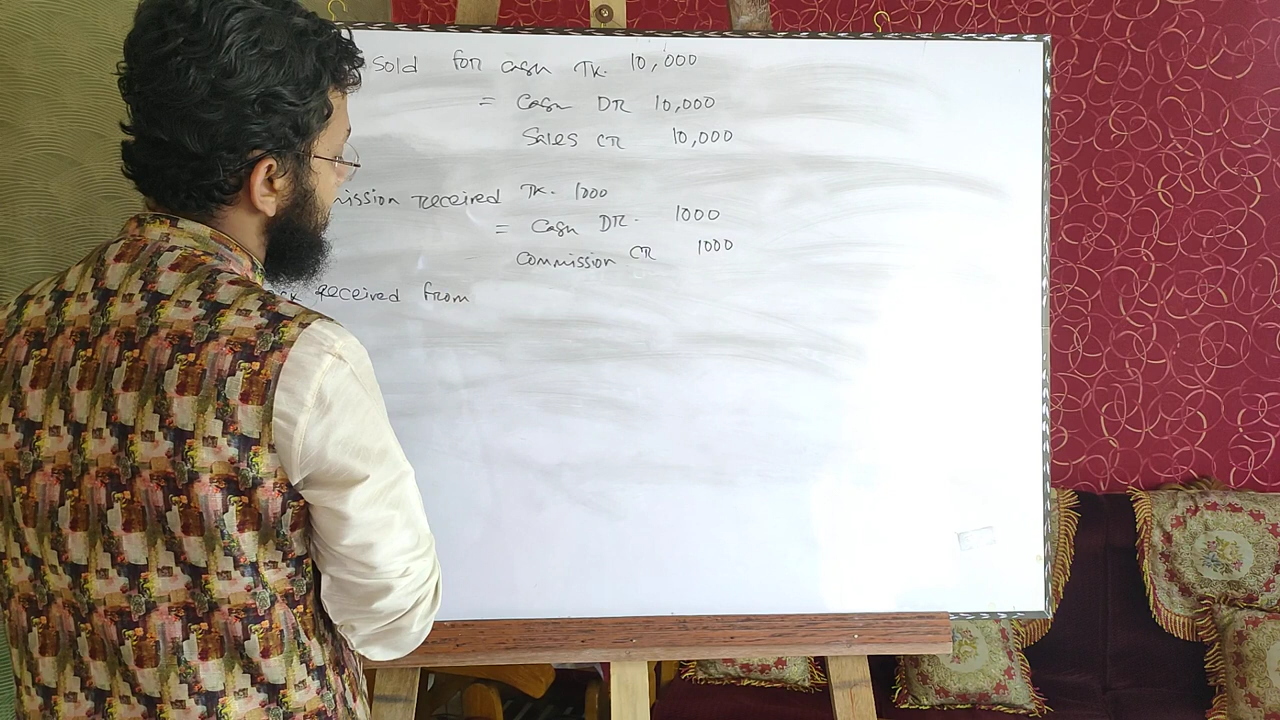 sold for cash TK. 10,000
= Cash DR 10,000
Sales CR 10,000
mission received TK. 1000
= Cash DR. 1000
Commission CR 1000
received from